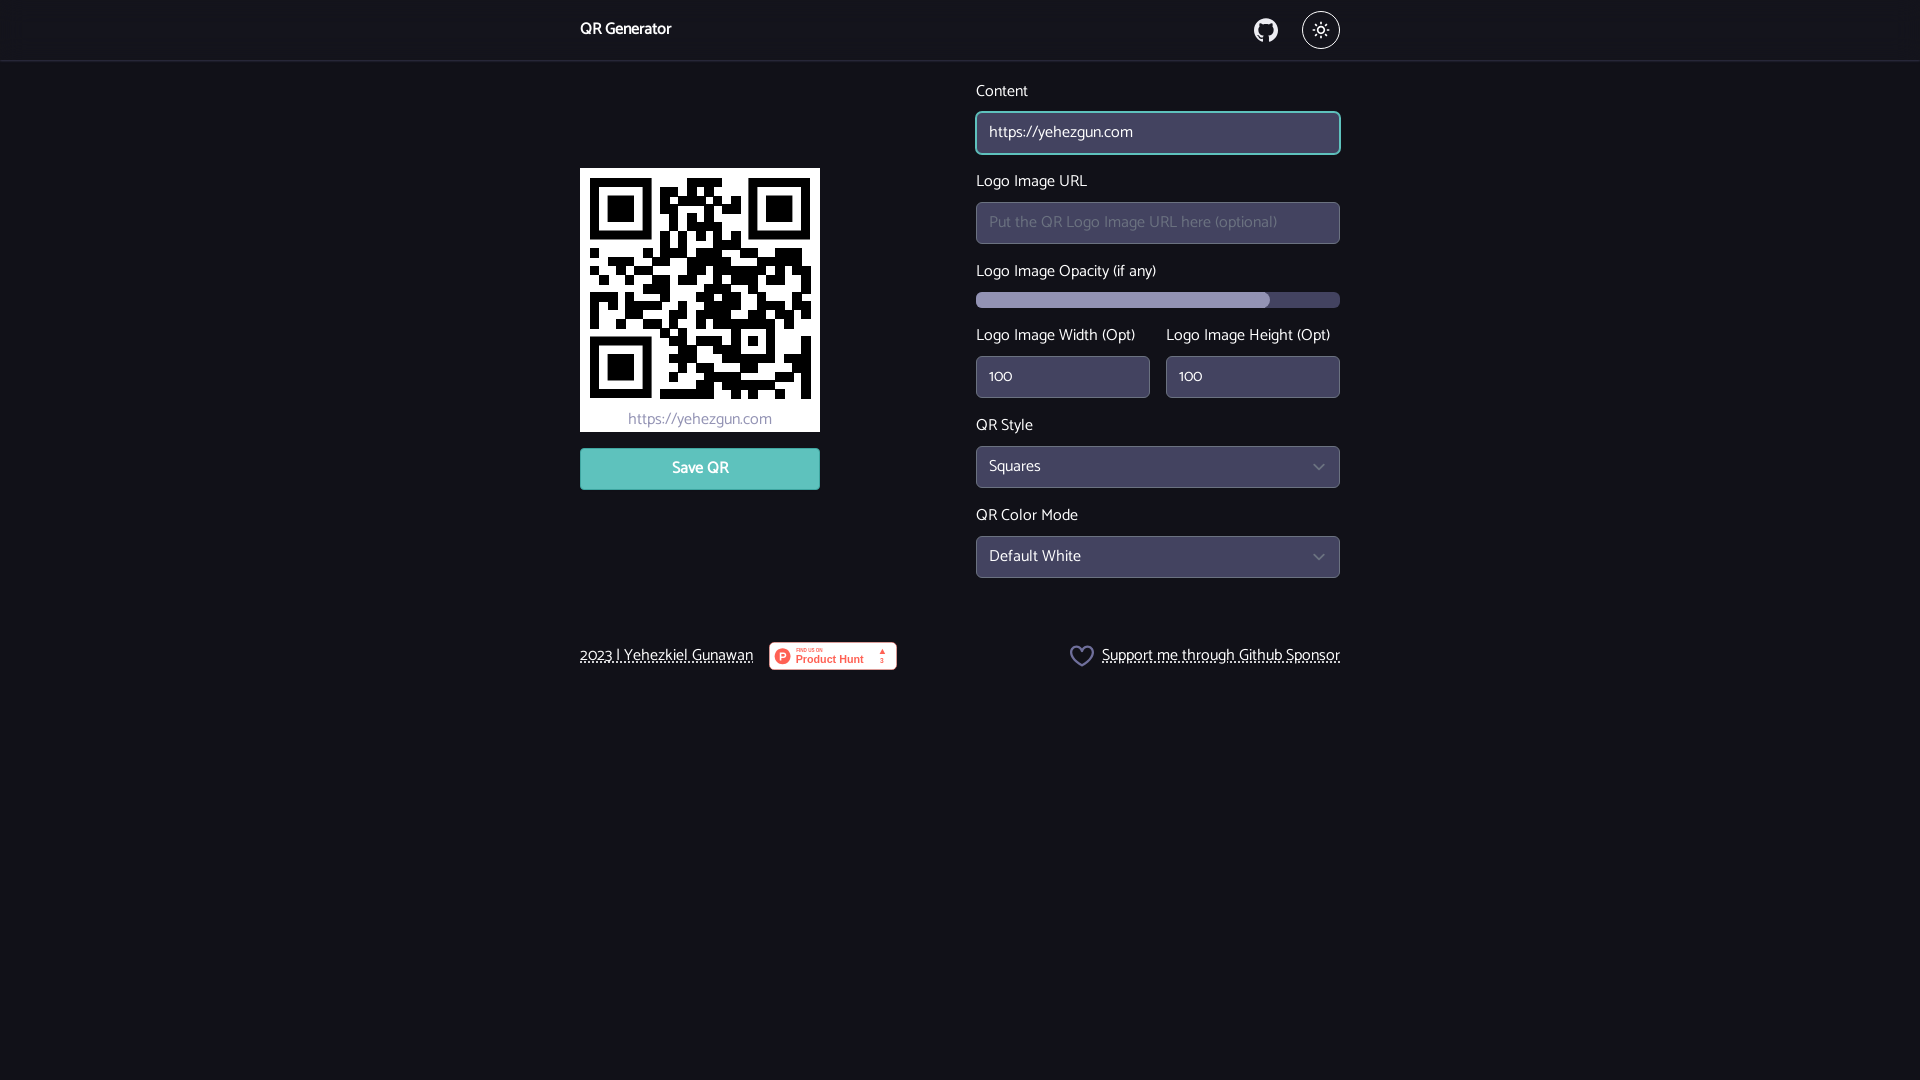 QR Generator
Content
https://yehezgun.com
Logo Image URL
Put the QR Logo Image URL here (optional)
Logo Image Opacity (if any)
Logo Image Width (Opt)
Logo Image Height (Opt)
100
100
QR Style
Squares
QR Color Mode
Default White
https://yehezgun.com
Save QR
2023 | Yehezkiel Gunawan
FIND US ON
Product Hunt
3
Support me through Github Sponsor